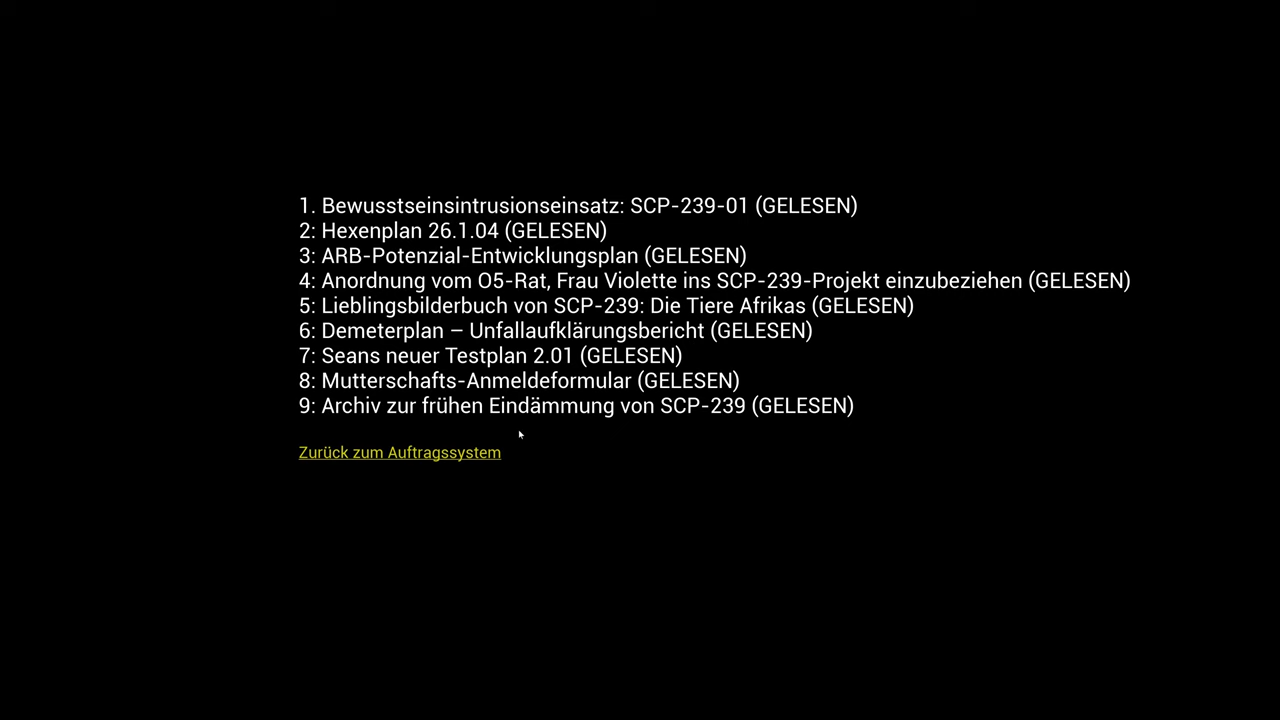 1. Bewusstseinsintrusionseinsatz: SCP-239-01 (GELESEN)
2: Hexenplan 26.1.04 (GELESEN)
3: ARB-Potenzial-Entwicklungsplan (GELESEN)
4: Anordnung vom O5-Rat, Frau Violette ins SCP-239-Projekt einzubeziehen (GELESEN)
5: Lieblingsbilderbuch von SCP-239: Die Tiere Afrikas (GELESEN)
6: Demeterplan – Unfallaufklärungsbericht (GELESEN)
7: Seans neuer Testplan 2.01 (GELESEN)
8: Mutterschafts-Anmeldeformular (GELESEN)
9: Archiv zur frühen Eindämmung von SCP-239 (GELESEN)
Zurück zum Auftragssystem